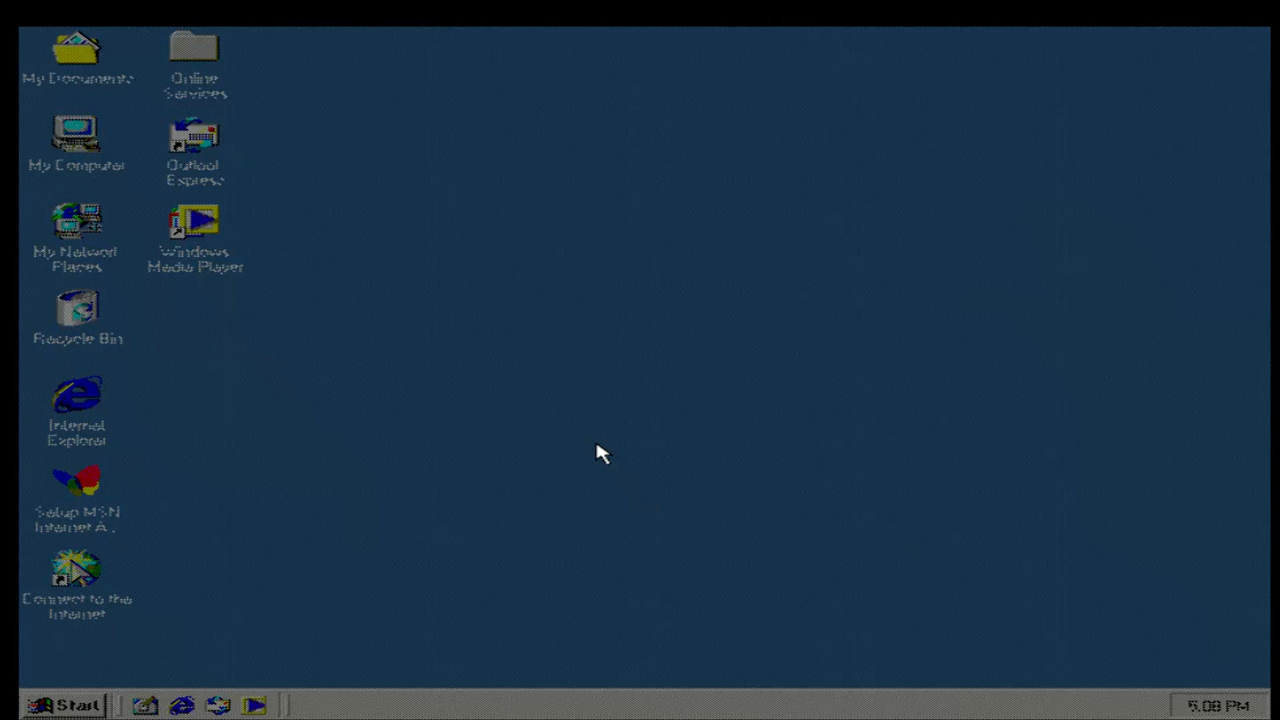 My Documents
Online
Services
My Computer
Outlook
Express
My Network
Places
Windows
Media Player
Recycle Bin
Internet
Explorer
Setup MSN
Internet A...
Connect to the
Internet
Start
5:08 PM